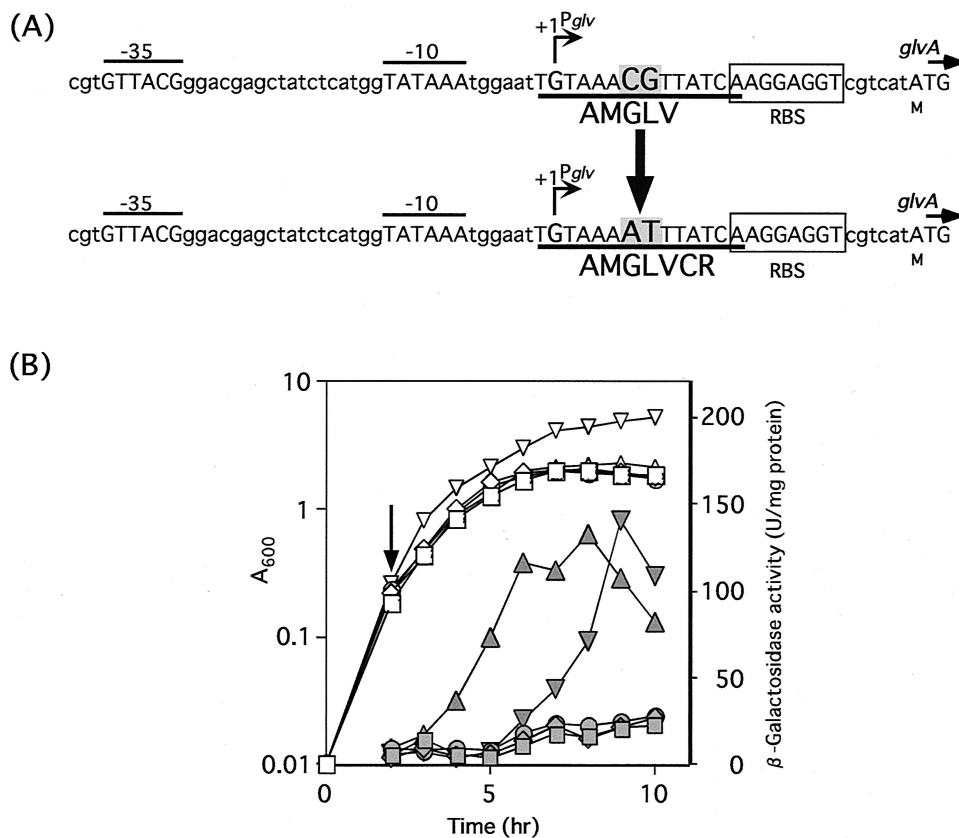 (A)
-35 -10 +1 Pglv glvA
cgtGTTACGggacgagctatctcatggTATAAAtggaatTGTAAACGTTATCAAGGAGGTcgtcatATG
AMGLV RBS M
-35 -10 +1 Pglv glvA
cgtGTTACGggacgagctatctcatggTATAAAtggaatTGTAAAATTTATCAAGGAGGTcgtcatATG
AMGLVCR RBS M
(B)
10
1
0.1
0.01
A600
200
150
100
50
0
β-Galactosidase activity (U/mg protein)
0 5 10
Time (hr)